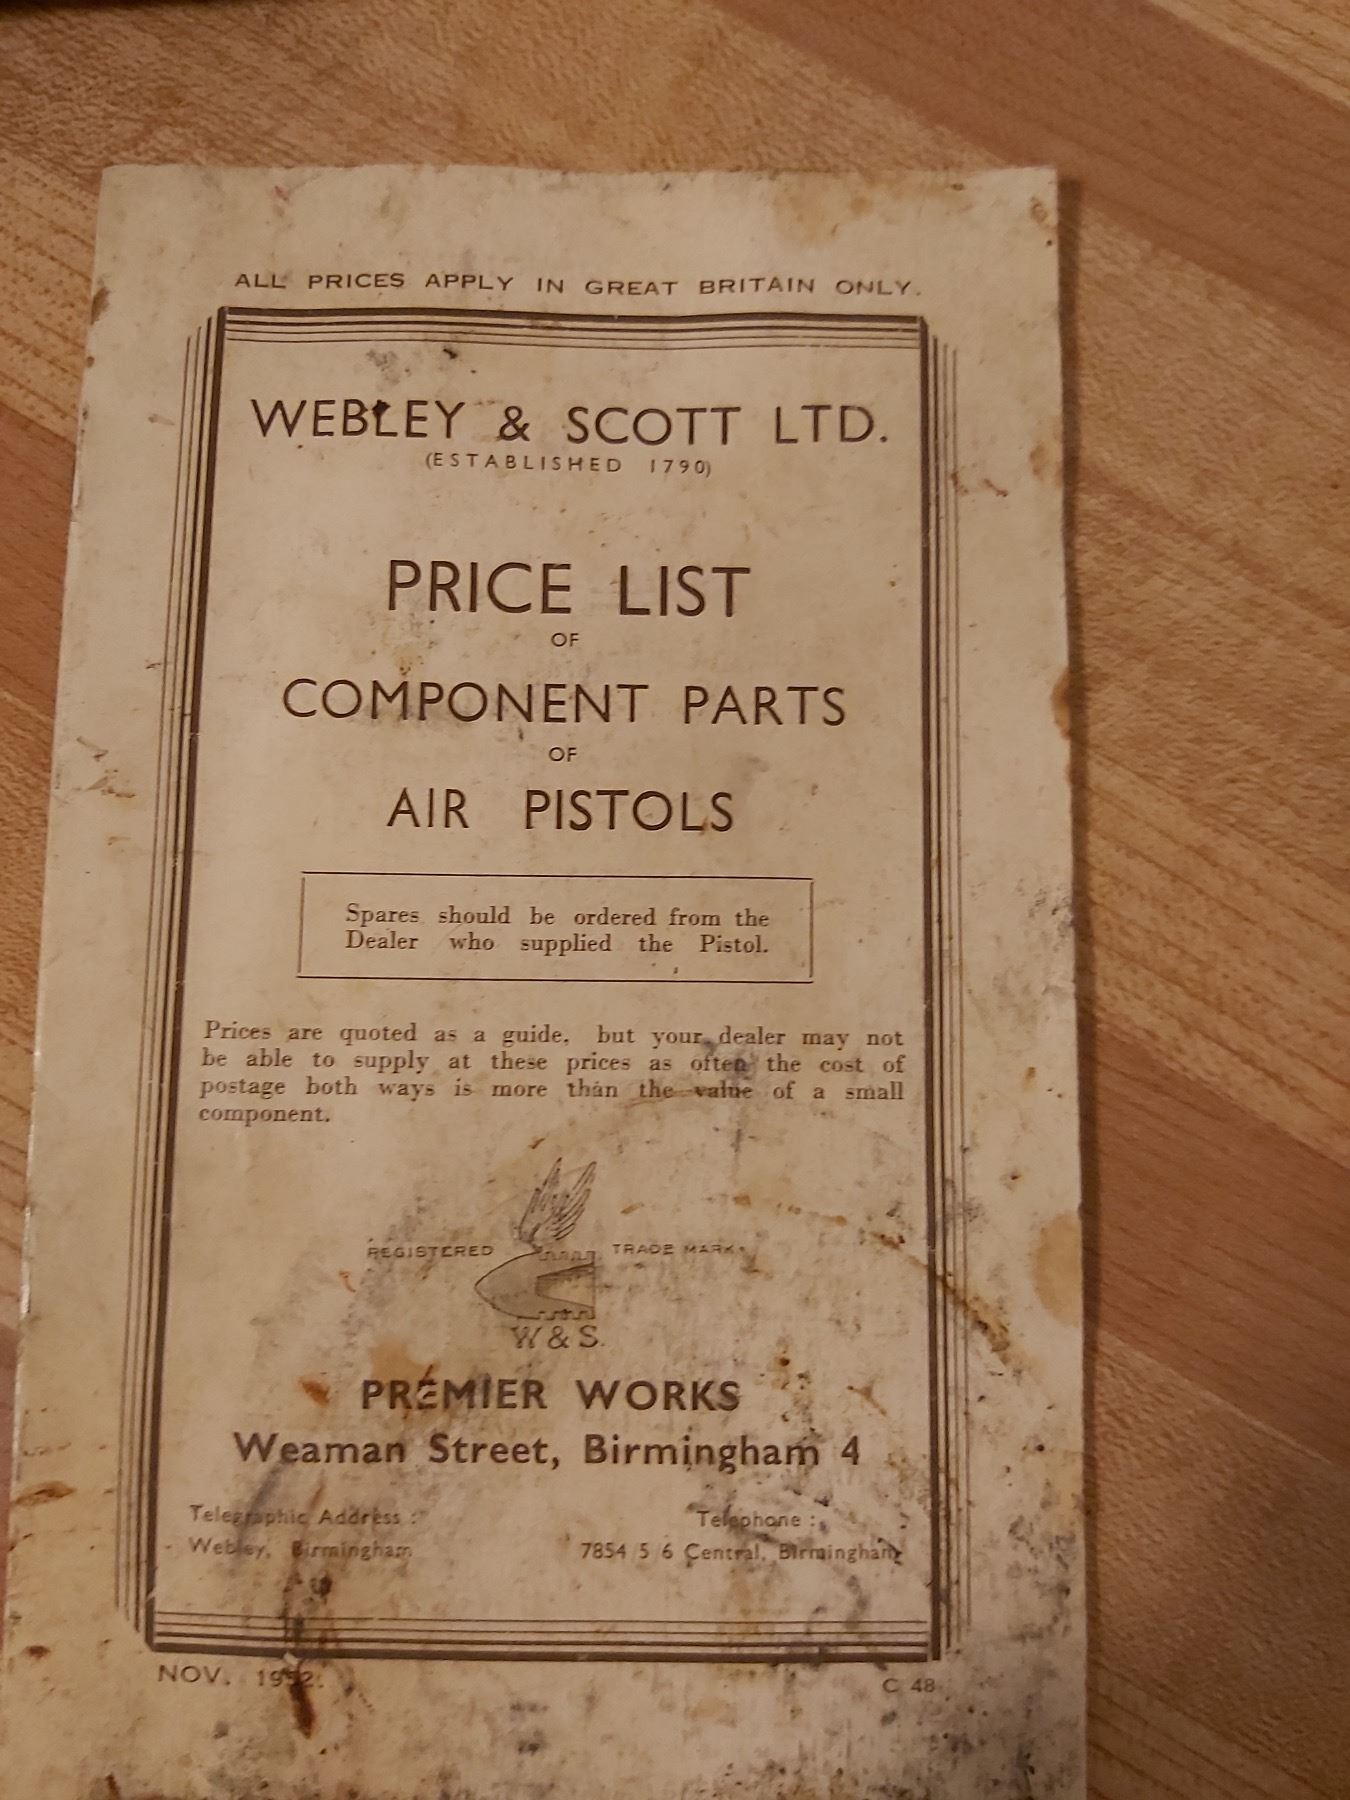 ALL PRICES APPLY IN GREAT BRITAIN ONLY.
WEBLEY & SCOTT LTD.
(ESTABLISHED 1790)
PRICE LIST
OF
COMPONENT PARTS
OF
AIR PISTOLS
Spares should be ordered from the
Dealer who supplied the Pistol.
Prices are quoted as a guide, but your dealer may not
be able to supply at these prices as often the cost of
postage both ways is more than the value of a small
component.
REGISTERED TRADE MARK
W & S.
PREMIER WORKS
Weaman Street, Birmingham 4
Telegraphic Address :
Webley, Birmingham
Telephone :
7854 5 6 Central, Birmingham
NOV. 1952.
C 48